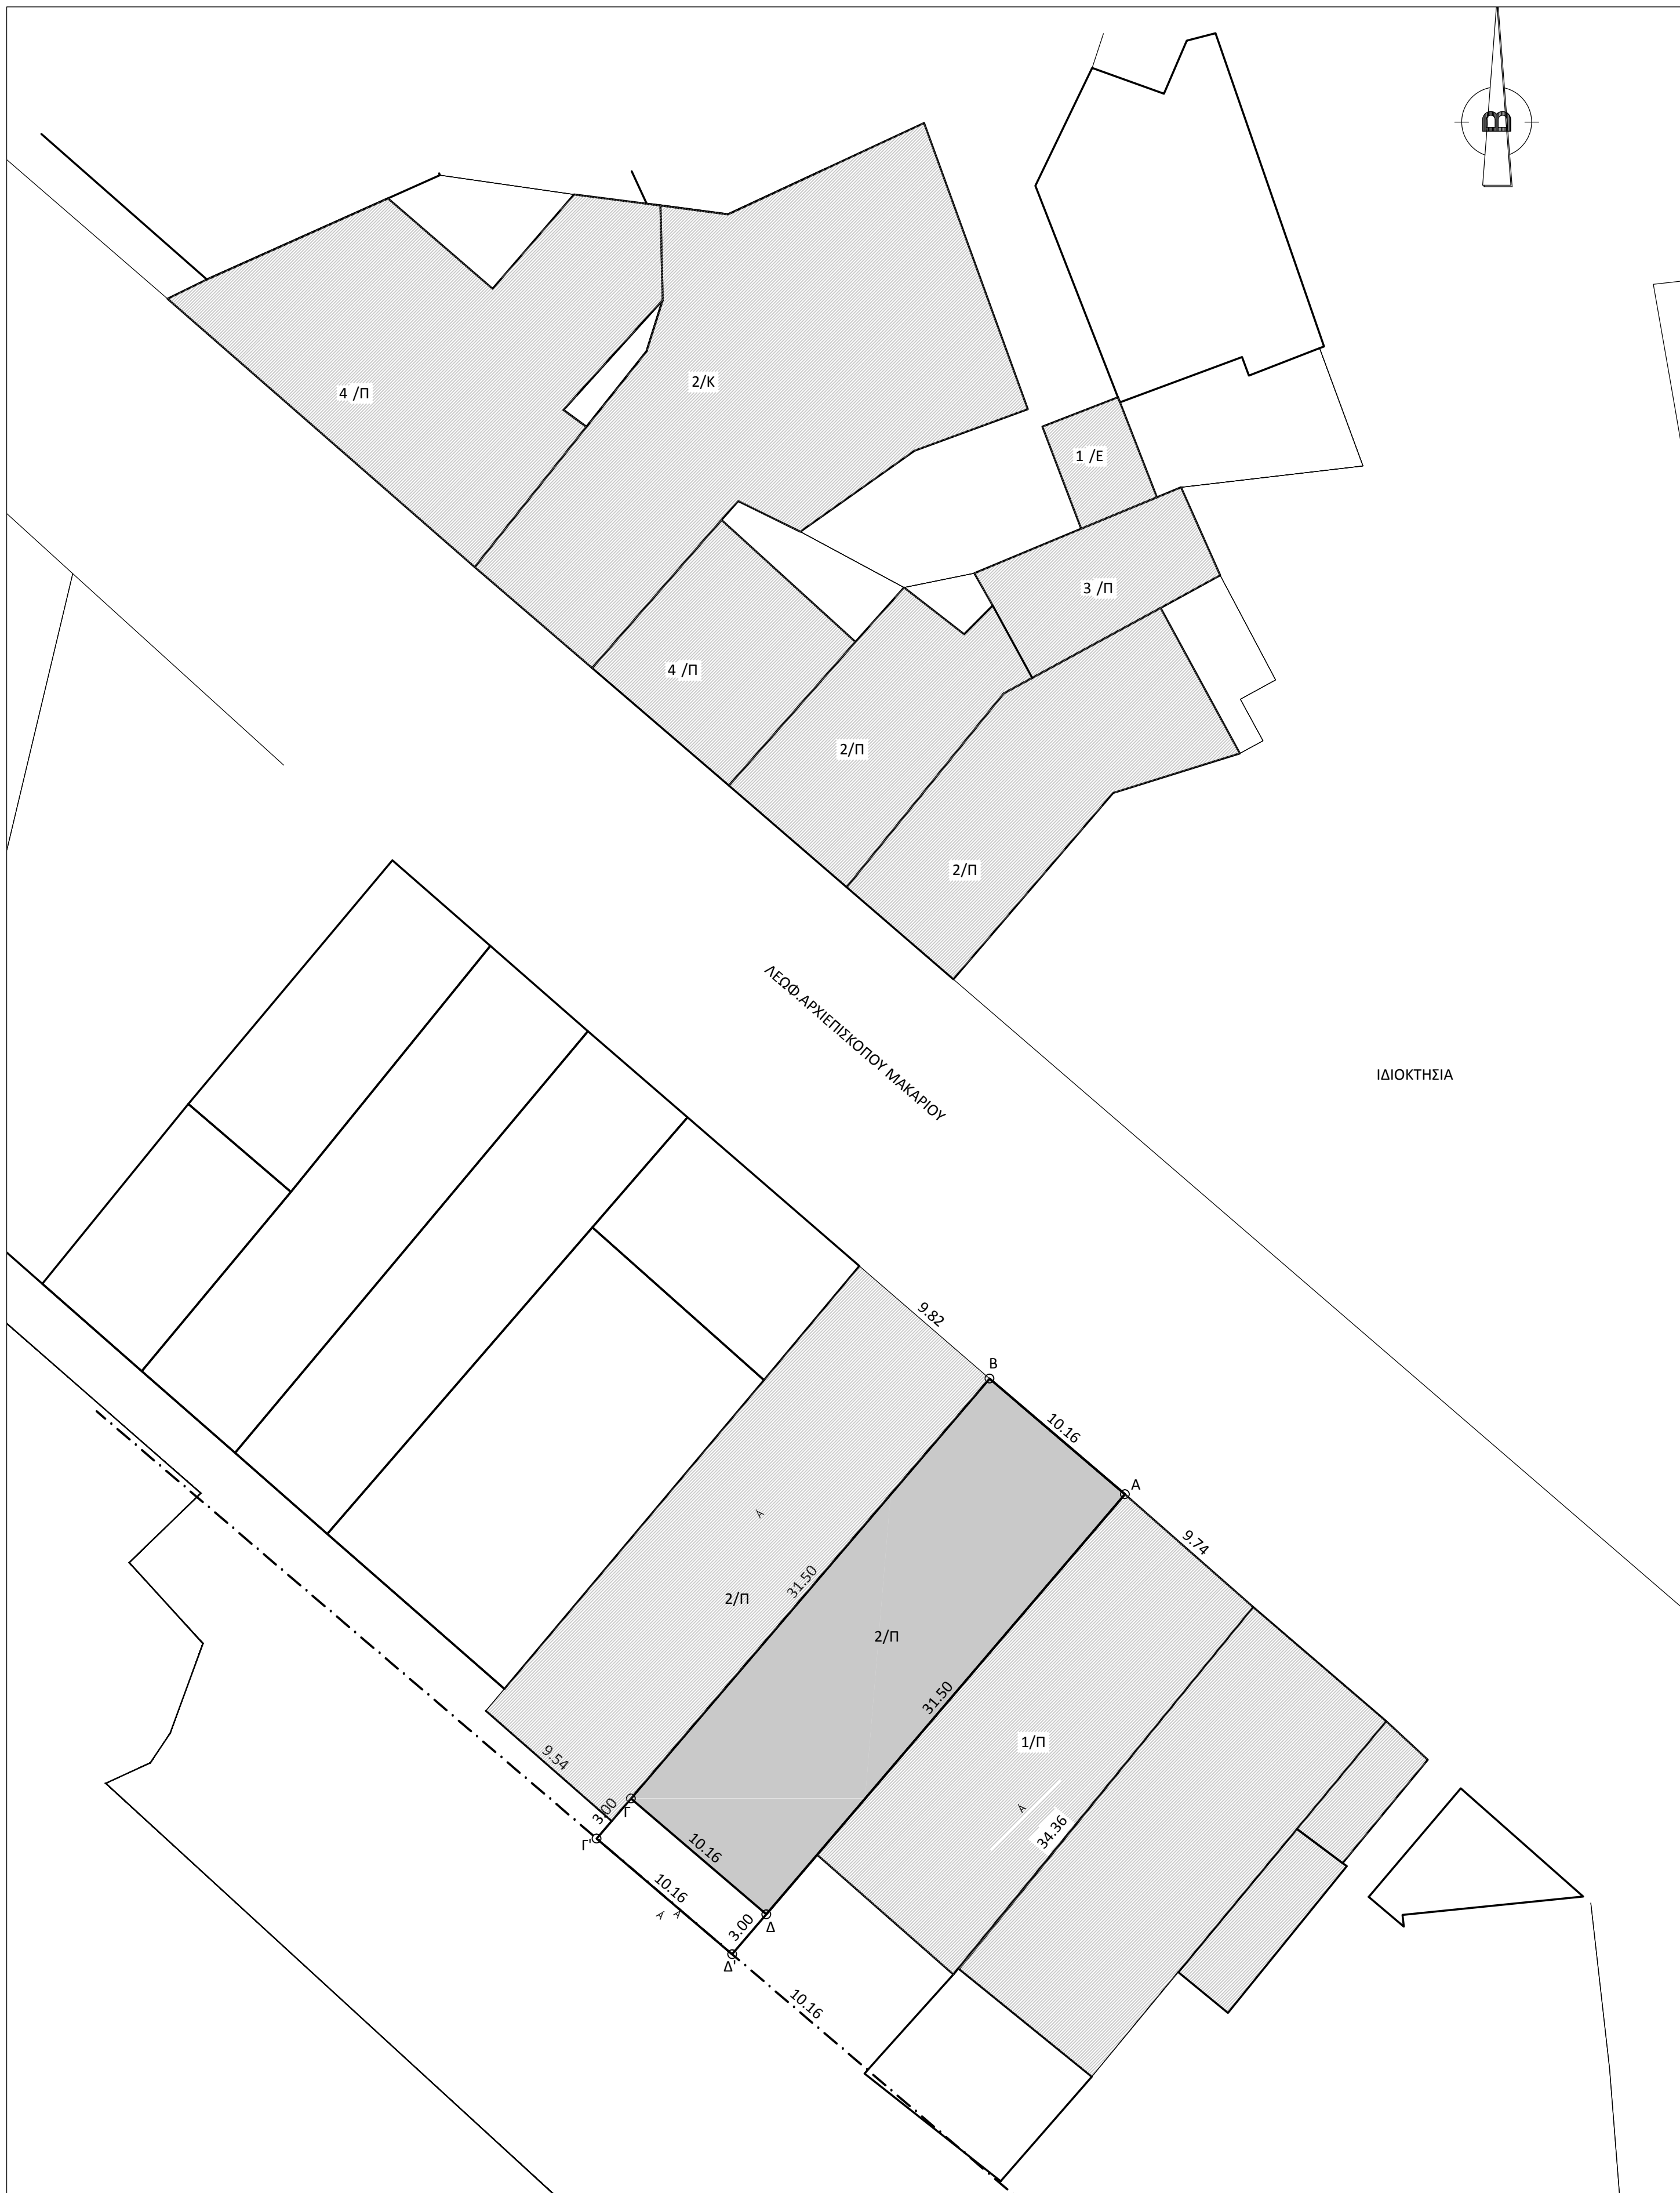 Β
2/Κ
4 /Π
1 /Ε
3 /Π
4 /Π
2/Π
2/Π
ΛΕΩΦ.ΑΡΧΙΕΠΙΣΚΟΠΟΥ ΜΑΚΑΡΙΟΥ
ΙΔΙΟΚΤΗΣΙΑ
9.82
Β
10.16
Α
9.74
Á
31.50
2/Π
2/Π
31.50
1/Π
9.54
3.00
Γ
Á
34.36
Γ'
10.16
10.16
Á Á
3.00
Δ
Δ'
10.16